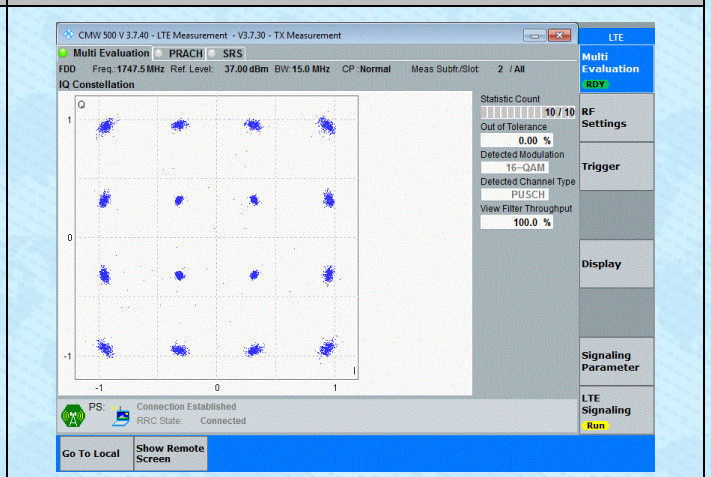 CMW 500 V 3.7.40 - LTE Measurement - V3.7.30 - TX Measurement
LTE
Multi Evaluation PRACH SRS
FDD Freq.: 1747.5 MHz Ref. Level: 37.00 dBm BW: 15.0 MHz CP : Normal Meas Subfr./Slot: 2 / All
IQ Constellation
Q
1
0
-1
-1 0 1
I
Statistic Count
10 / 10
Out of Tolerance
0.00 %
Detected Modulation
16-QAM
Detected Channel Type
PUSCH
View Filter Throughput
100.0 %
Multi
Evaluation
RDY
RF
Settings
Trigger
Display
Signaling
Parameter
LTE
Signaling
Run
PS: Connection Established
RRC State: Connected
Go To Local
Show Remote
Screen